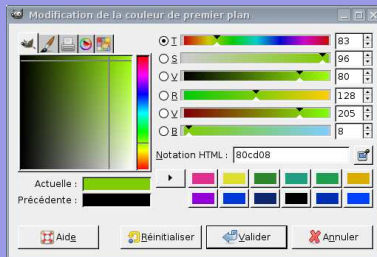 Modification de la couleur de premier plan
T 83
S 96
V 80
R 128
V 205
B 8
Notation HTML : 80cd08
Actuelle :
Précédente :
Aide Réinitialiser Valider Annuler